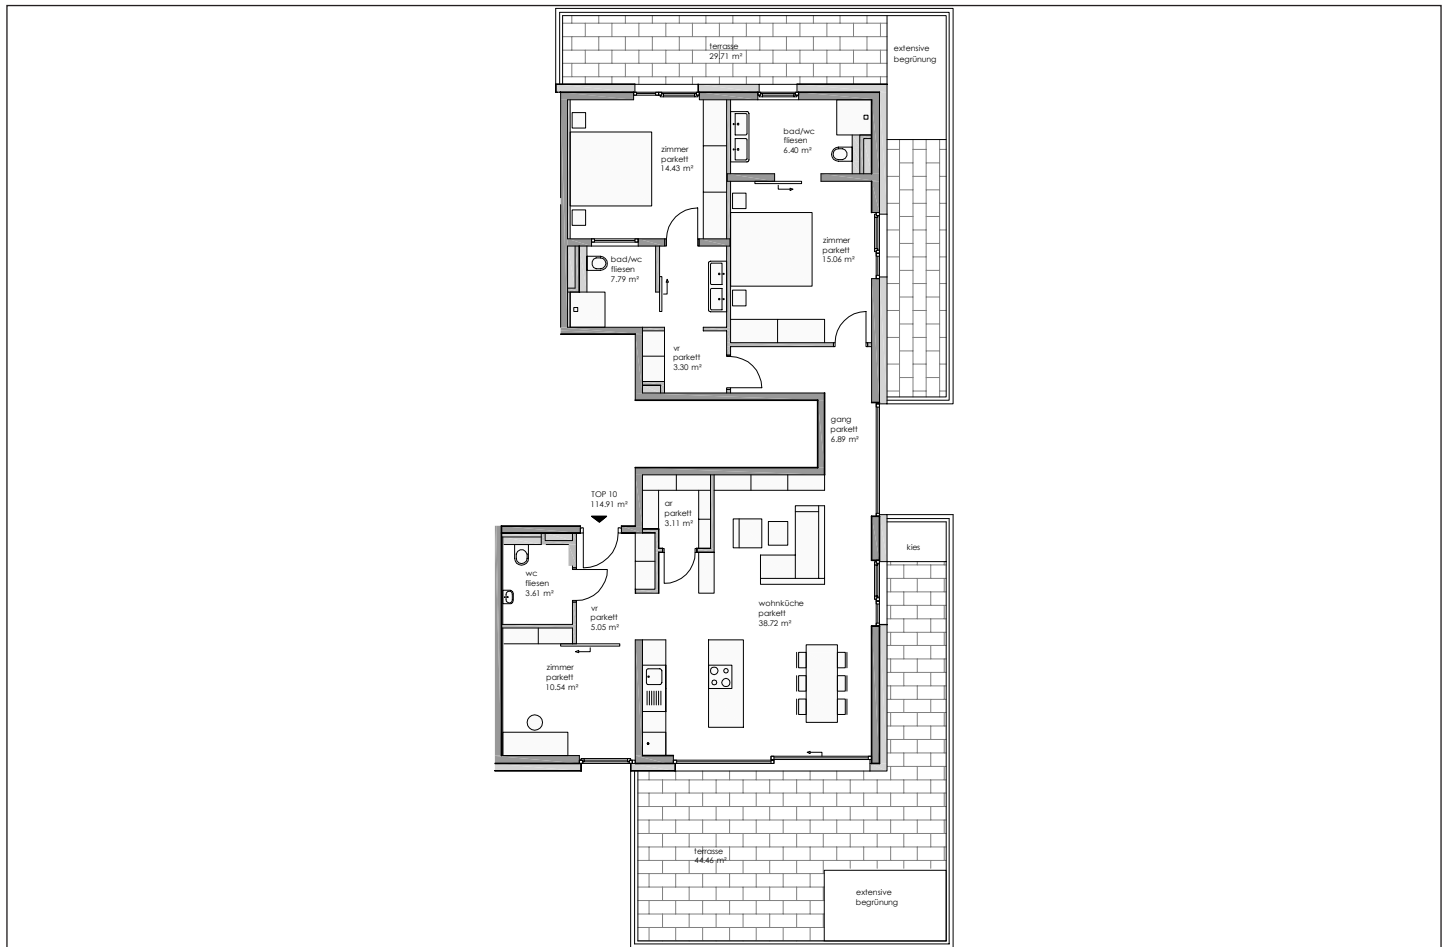 terrasse
29.71 m²
extensive
begrünung
zimmer
parkett
14.43 m²
bad/wc
fliesen
6.40 m²
zimmer
parkett
15.06 m²
bad/wc
fliesen
7.79 m²
vr
parkett
3.30 m²
gang
parkett
6.89 m²
TOP 10
114.91 m²
ar
parkett
3.11 m²
kies
wc
fliesen
3.61 m²
vr
parkett
5.05 m²
wohnküche
parkett
38.72 m²
zimmer
parkett
10.54 m²
terrasse
44.46 m²
extensive
begrünung